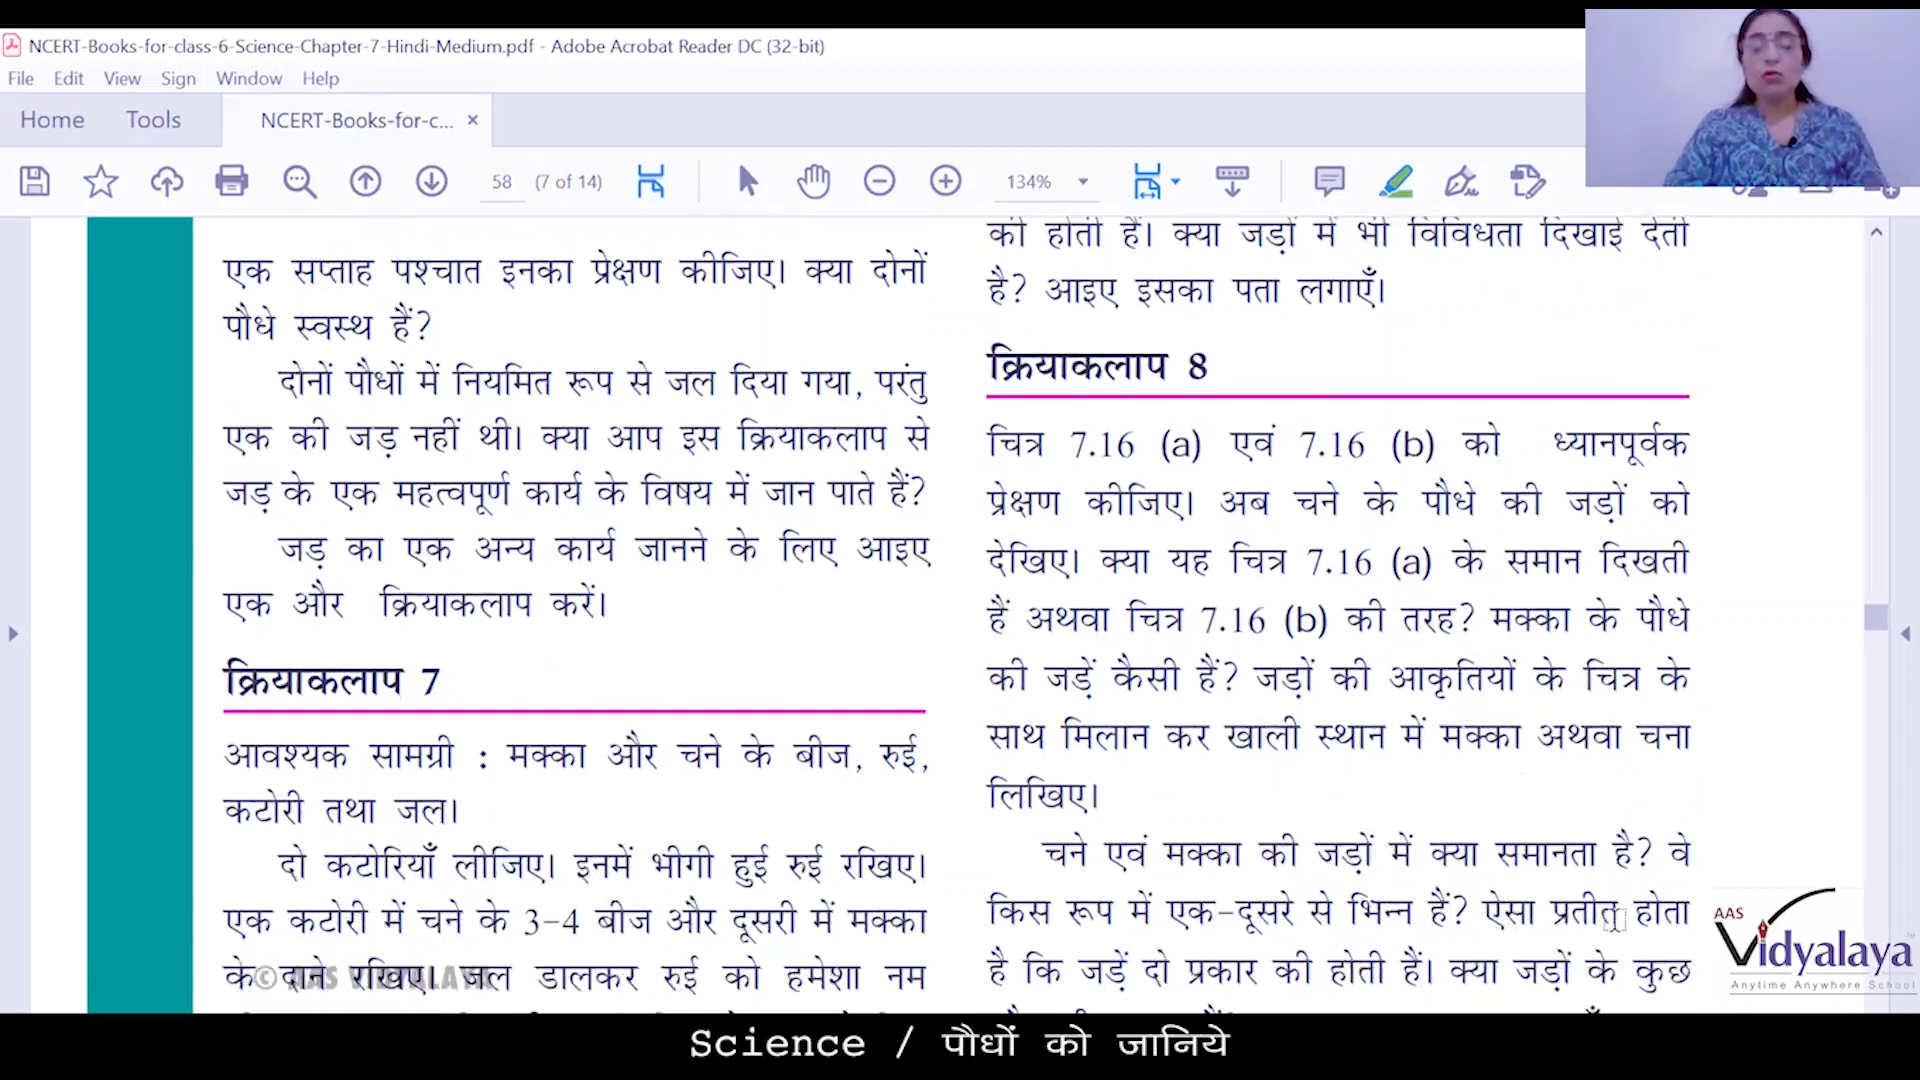 NCERT-Books-for-class-6-Science-Chapter-7-Hindi-Medium.pdf - Adobe Acrobat Reader DC (32-bit)
File Edit View Sign Window Help
Home Tools NCERT-Books-for-c... ×
58 (7 of 14) 134%
एक सप्ताह पश्चात इनका प्रेक्षण कीजिए। क्या दोनों
पौधे स्वस्थ हैं?
दोनों पौधों में नियमित रूप से जल दिया गया, परंतु
एक की जड़ नहीं थी। क्या आप इस क्रियाकलाप से
जड़ के एक महत्वपूर्ण कार्य के विषय में जान पाते हैं?
जड़ का एक अन्य कार्य जानने के लिए आइए
एक और क्रियाकलाप करें।
क्रियाकलाप 7
आवश्यक सामग्री : मक्का और चने के बीज, रुई,
कटोरी तथा जल।
दो कटोरियाँ लीजिए। इनमें भीगी हुई रुई रखिए।
एक कटोरी में चने के 3-4 बीज और दूसरी में मक्का
के दाने रखिए। जल डालकर रुई को हमेशा नम
© AAS VIDYALAYA
की होती हैं। क्या जड़ों में भी विविधता दिखाई देती
है? आइए इसका पता लगाएँ।
क्रियाकलाप 8
चित्र 7.16 (a) एवं 7.16 (b) को ध्यानपूर्वक
प्रेक्षण कीजिए। अब चने के पौधे की जड़ों को
देखिए। क्या यह चित्र 7.16 (a) के समान दिखती
हैं अथवा चित्र 7.16 (b) की तरह? मक्का के पौधे
की जड़ें कैसी हैं? जड़ों की आकृतियों के चित्र के
साथ मिलान कर खाली स्थान में मक्का अथवा चना
लिखिए।
चने एवं मक्का की जड़ों में क्या समानता है? वे
किस रूप में एक-दूसरे से भिन्न हैं? ऐसा प्रतीत होता
है कि जड़ें दो प्रकार की होती हैं। क्या जड़ों के कुछ
AAS
Vidyalaya
Anytime Anywhere School
Science / पौधों को जानिये